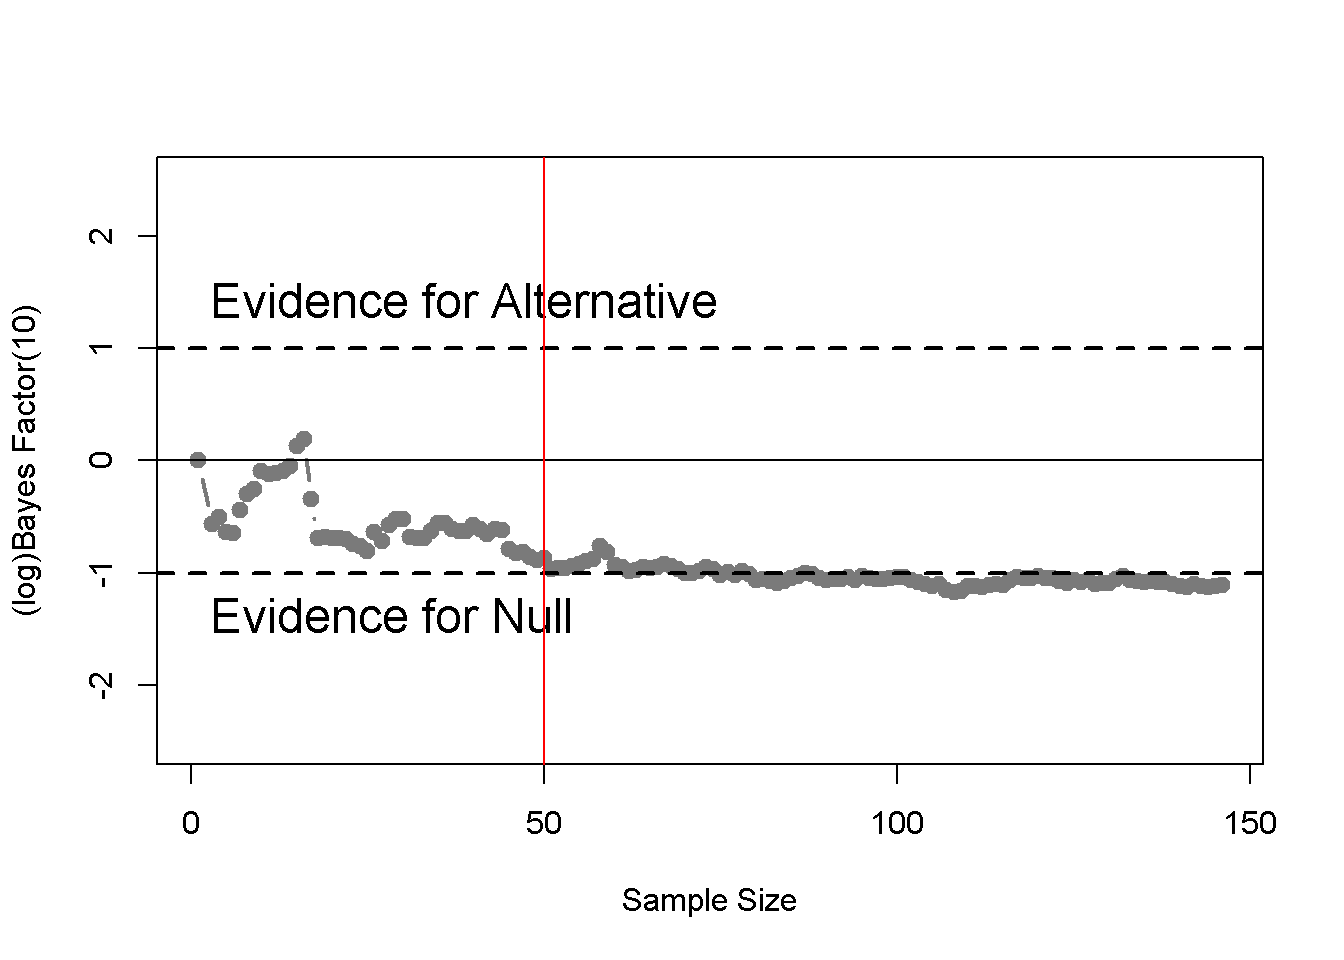 2
Evidence for Alternative
1
(log)Bayes Factor(10)
0
-1
Evidence for Null
-2
0 50 100 150
Sample Size